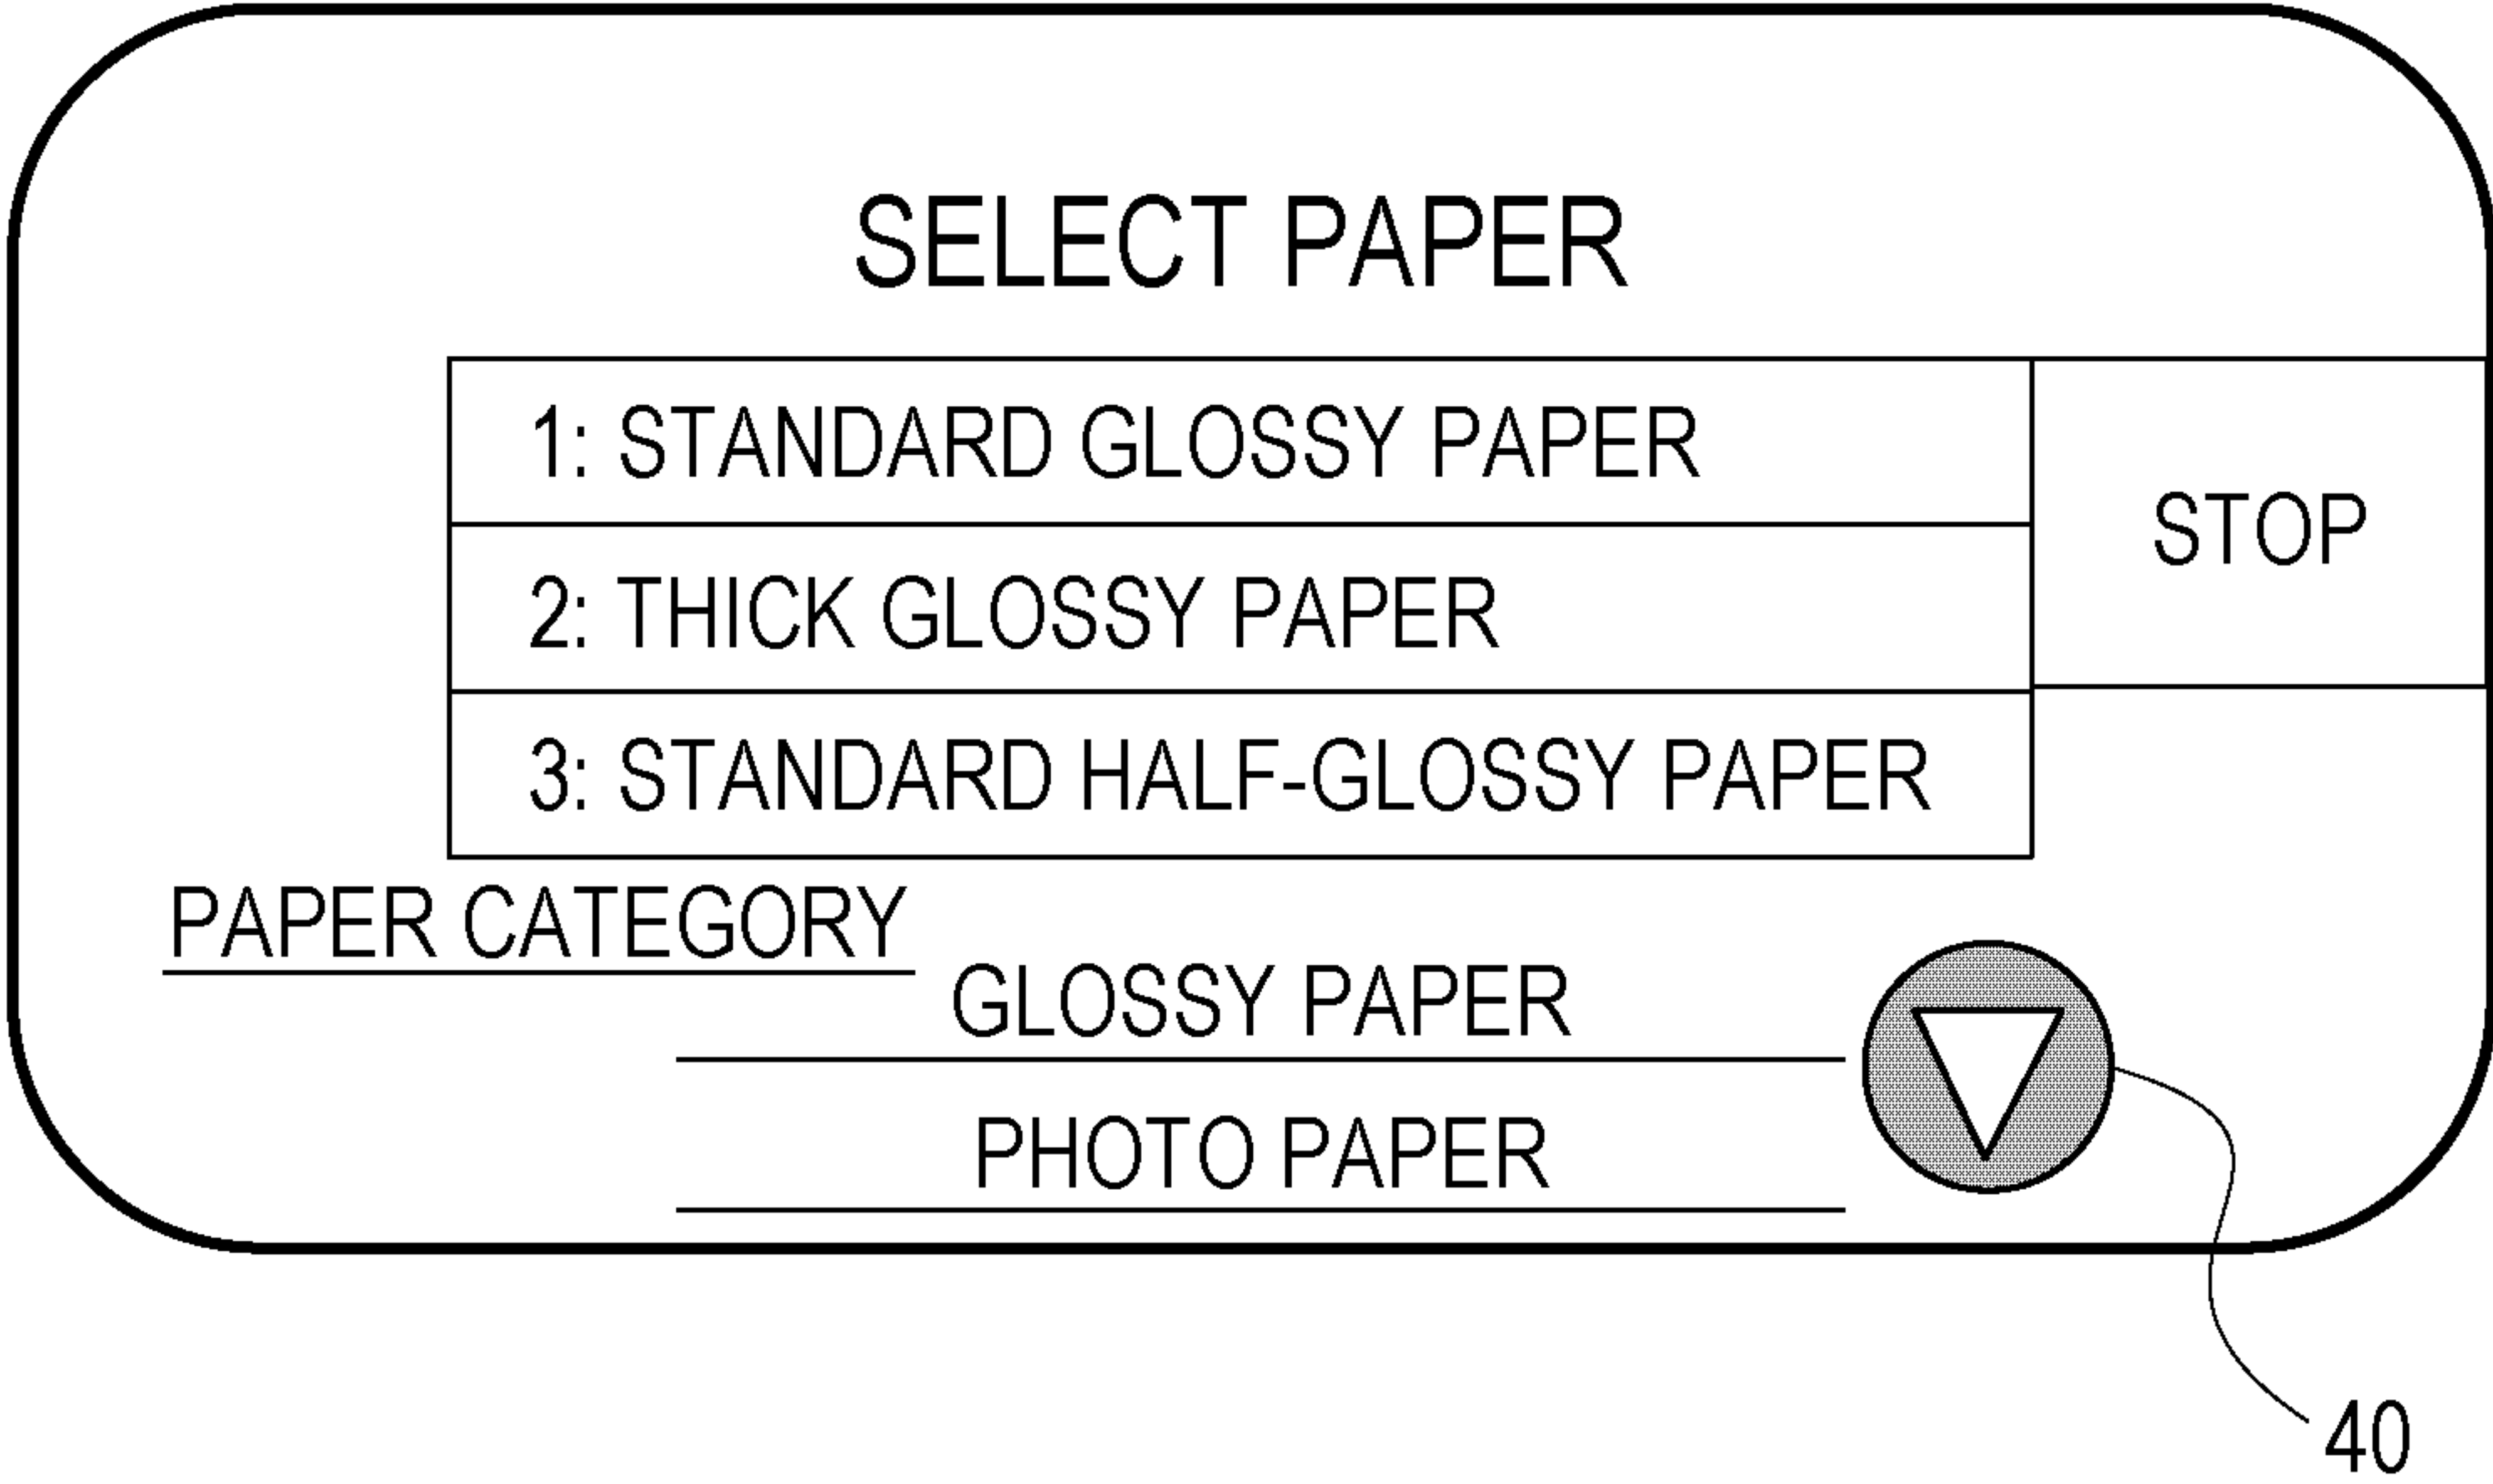 SELECT PAPER
1: STANDARD GLOSSY PAPER
STOP
2: THICK GLOSSY PAPER
3: STANDARD HALF-GLOSSY PAPER
PAPER CATEGORY
GLOSSY PAPER
PHOTO PAPER
40